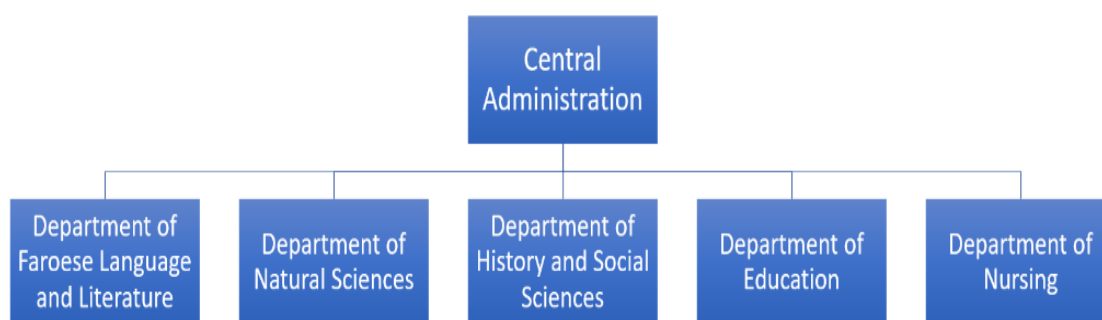 Central
Administration
Department of
Faroese Language
and Literature
Department of
Natural Sciences
Department of
History and Social
Sciences
Department of
Education
Department of
Nursing